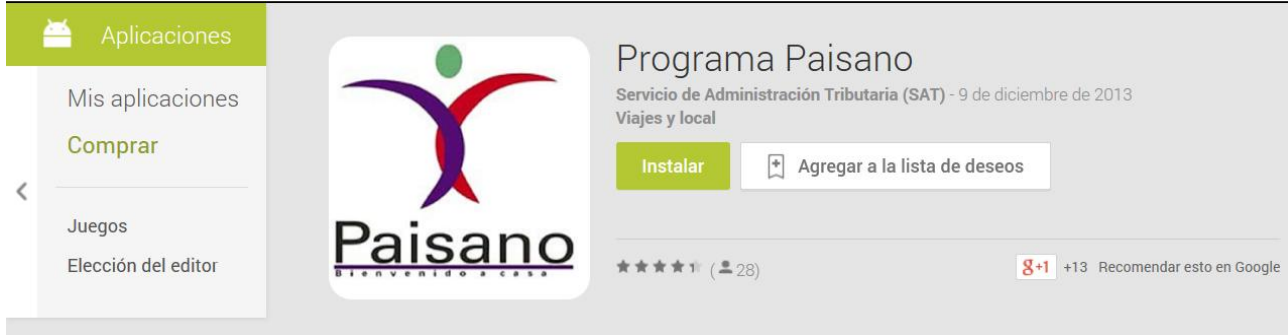 Aplicaciones
Mis aplicaciones
Comprar
Juegos
Elección del editor
Paisano
Bienvenido a casa
Programa Paisano
Servicio de Administración Tributaria (SAT) - 9 de diciembre de 2013
Viajes y local
Instalar
Agregar a la lista de deseos
(28)
g+1 +13 Recomendar esto en Google